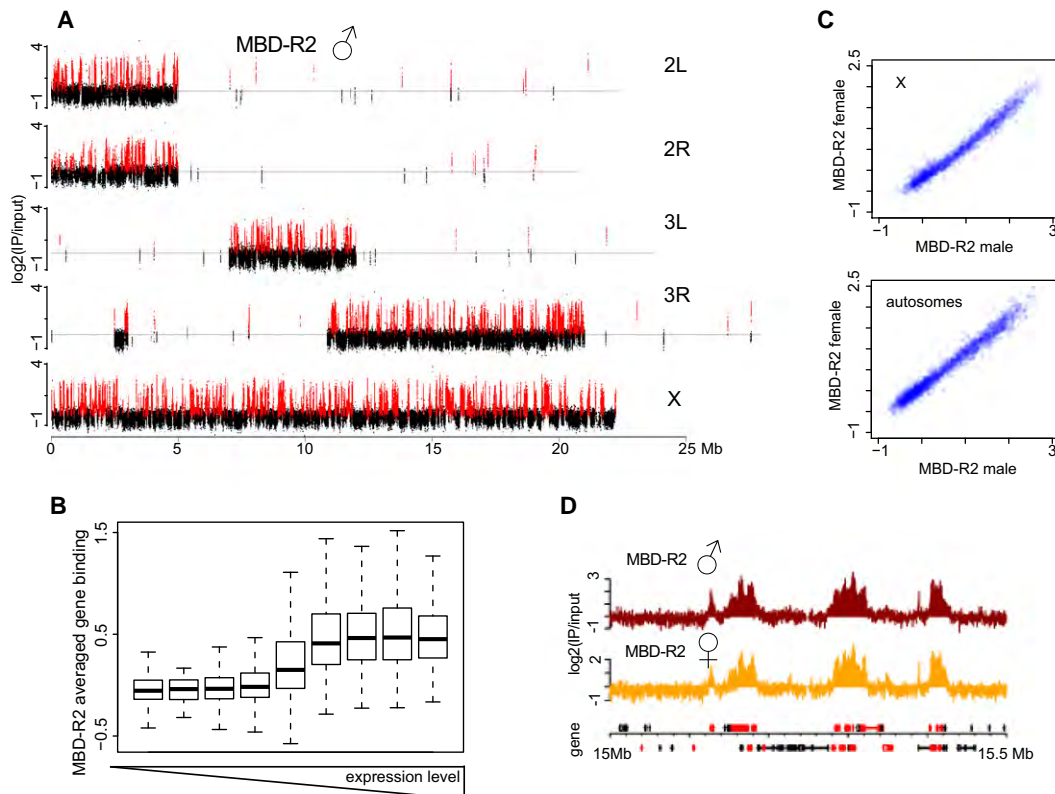 A
MBD-R2 ♂
log2(IP/input)
4
−1
2L
4
−1
2R
4
−1
3L
4
−1
3R
4
−1
X
0 5 10 15 20 25 Mb
B
MBD-R2 averaged gene binding
1.5
0.5
−0.5
expression level
C
X
MBD-R2 female
2.5
−1
−1 3
MBD-R2 male
autosomes
MBD-R2 female
2.5
−1
−1 3
MBD-R2 male
D
MBD-R2 ♂
log2(IP/input)
3
−1
MBD-R2 ♀
2
−1
gene
15Mb 15.5 Mb